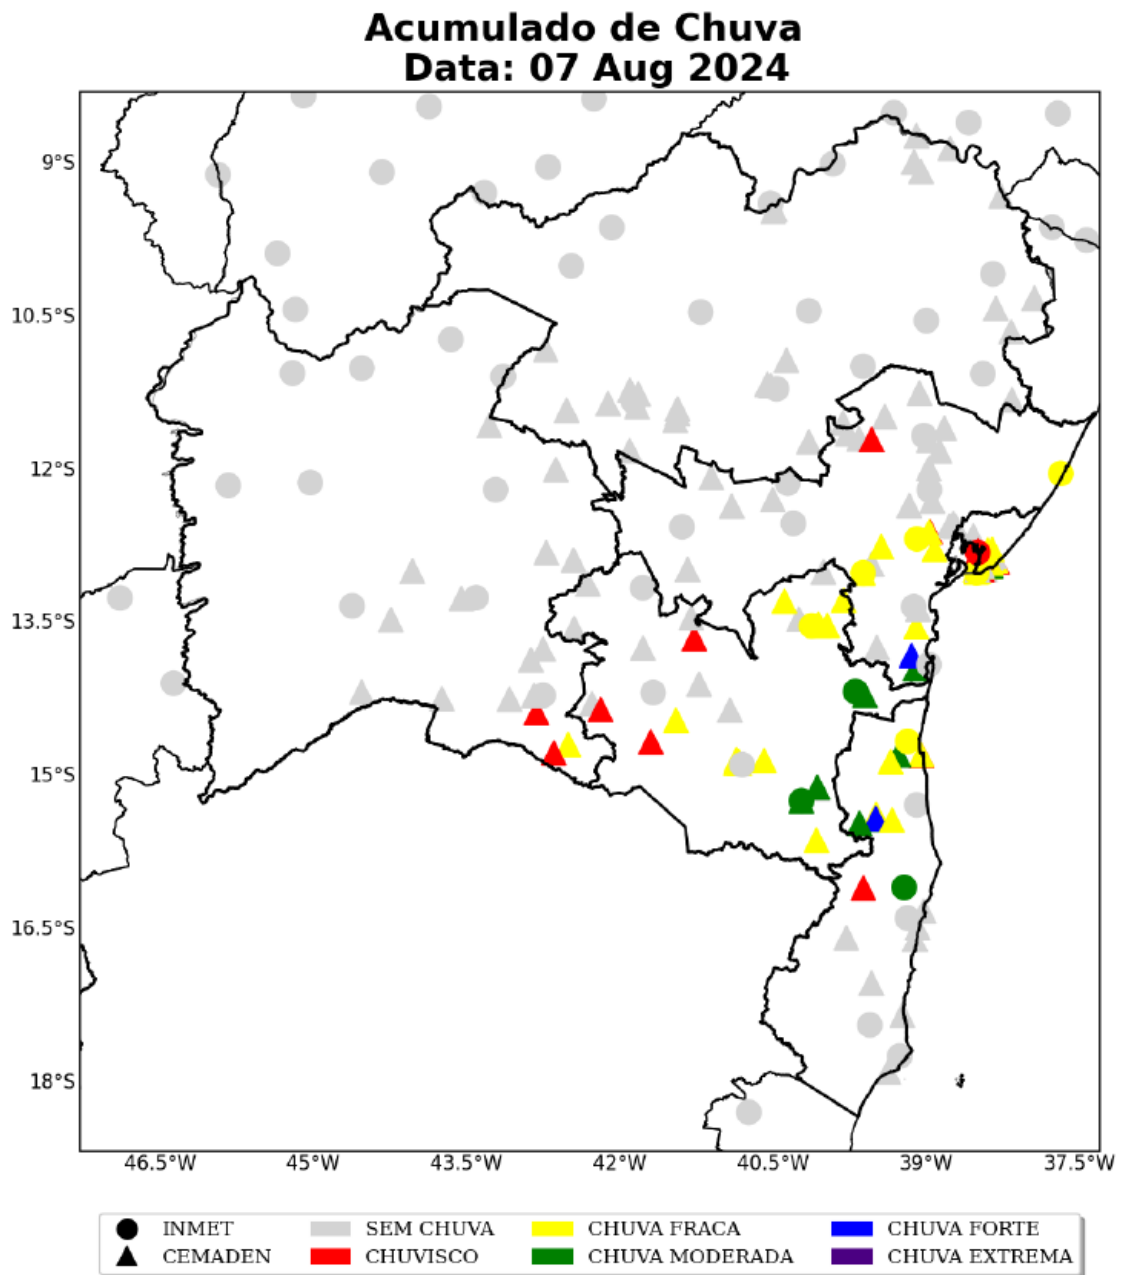 Acumulado de Chuva
Data: 07 Aug 2024
9°S
10.5°S
12°S
13.5°S
15°S
16.5°S
18°S
46.5°W 45°W 43.5°W 42°W 40.5°W 39°W 37.5°W
INMET SEM CHUVA CHUVA FRACA CHUVA FORTE
CEMADEN CHUVISCO CHUVA MODERADA CHUVA EXTREMA